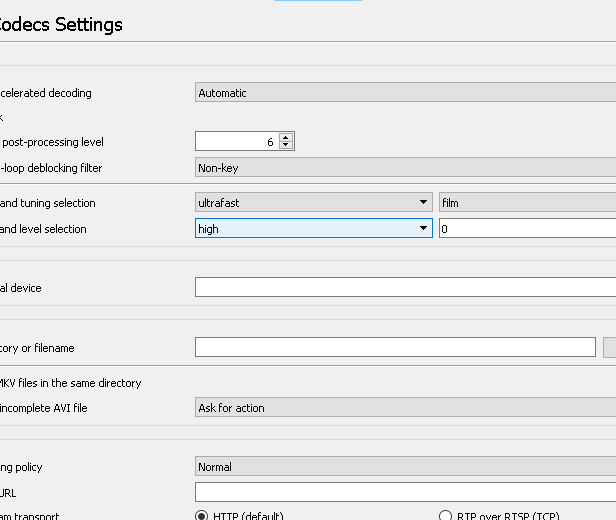 Codecs Settings
celerated decoding Automatic
post-processing level 6
-loop deblocking filter Non-key
and tuning selection ultrafast film
and level selection high 0
al device
tory or filename
MKV files in the same directory
incomplete AVI file Ask for action
ng policy Normal
URL
am transport HTTP (default) RTP over RTSP (TCP)